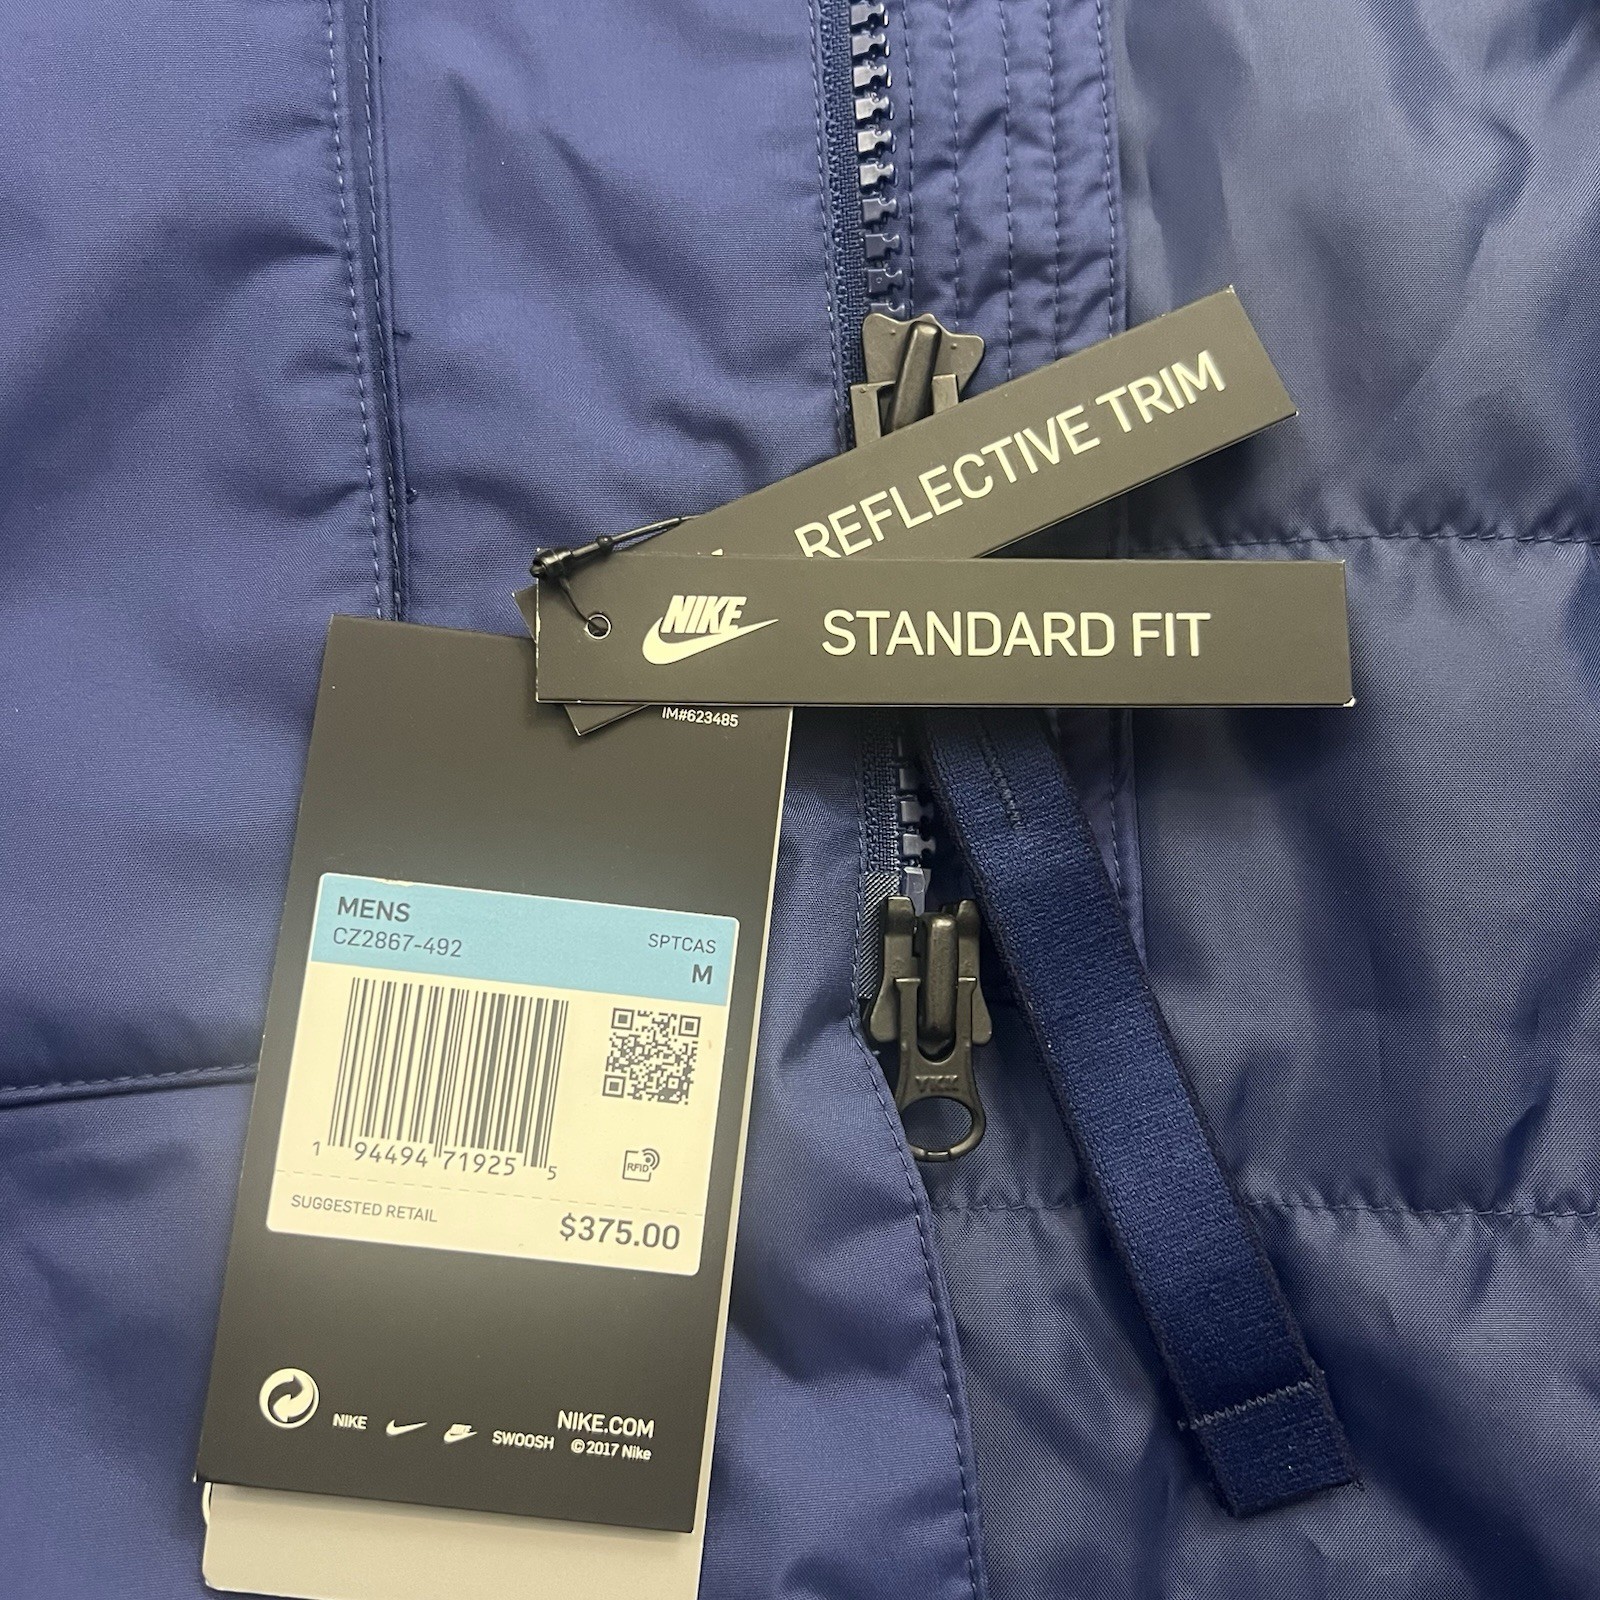 REFLECTIVE TRIM
NIKE STANDARD FIT
IM#623485
MENS
CZ2867-492
SPTCAS
M
1 94494 71925 5
RFID
SUGGESTED RETAIL
$375.00
NIKE
SWOOSH
NIKE.COM
© 2017 Nike
YKK